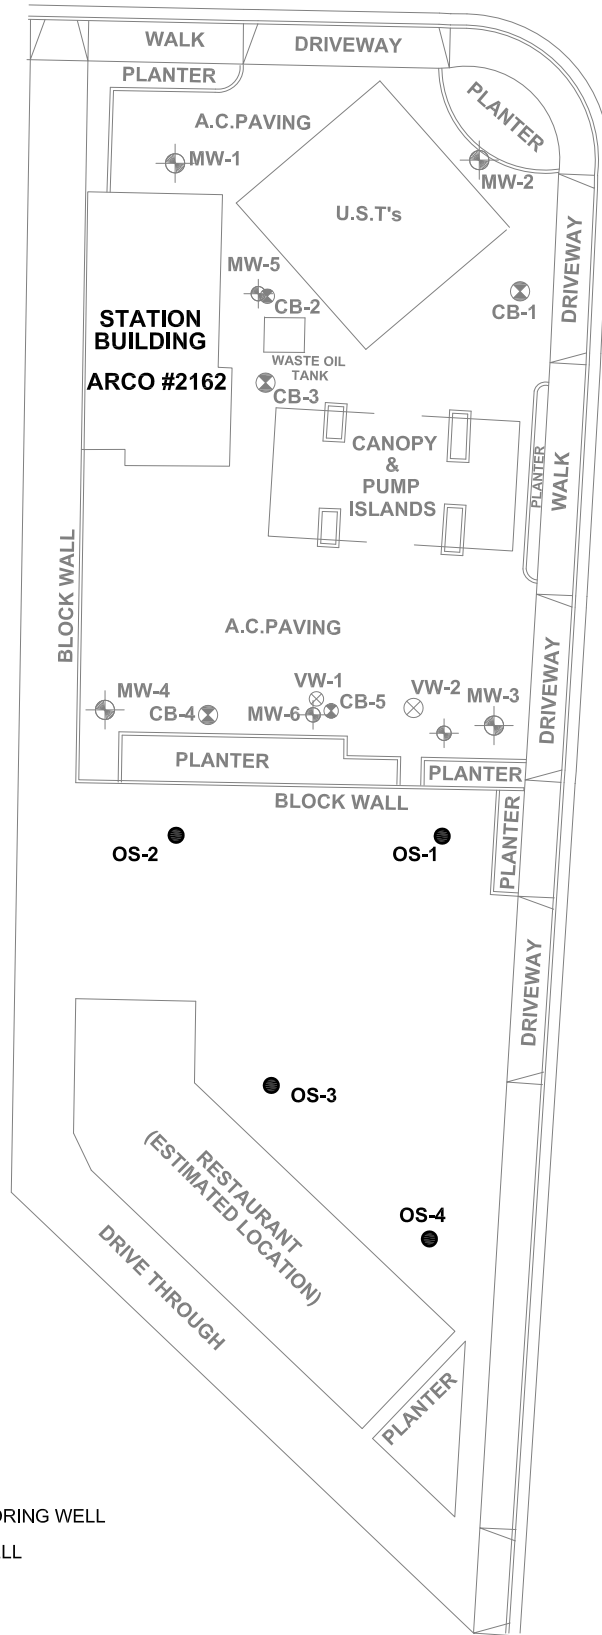 WALK
DRIVEWAY
PLANTER
PLANTER
A.C.PAVING
MW-1
MW-2
U.S.T's
DRIVEWAY
MW-5
CB-2
CB-1
STATION
BUILDING
ARCO #2162
WASTE OIL
TANK
CB-3
CANOPY
&
PUMP
ISLANDS
PLANTER
WALK
BLOCK WALL
A.C.PAVING
DRIVEWAY
MW-4
CB-4
VW-1
MW-6
CB-5
VW-2
MW-3
PLANTER
PLANTER
BLOCK WALL
PLANTER
OS-2
OS-1
DRIVEWAY
OS-3
RESTAURANT
(ESTIMATED LOCATION)
OS-4
DRIVE THROUGH
PLANTER
WELL